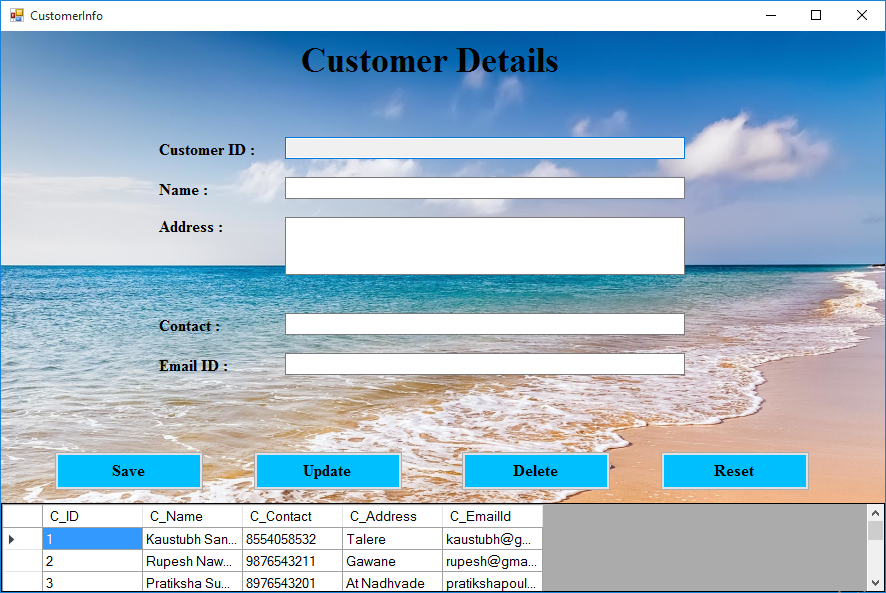 CustomerInfo
Customer Details
Customer ID :
Name :
Address :
Contact :
Email ID :
Save Update Delete Reset
C_ID C_Name C_Contact C_Address C_EmailId
1 Kaustubh San... 8554058532 Talere kaustubh@g...
2 Rupesh Naw... 9876543211 Gawane rupesh@gma...
3 Pratiksha Su... 8976543201 At Nadhvade pratikshapoul...